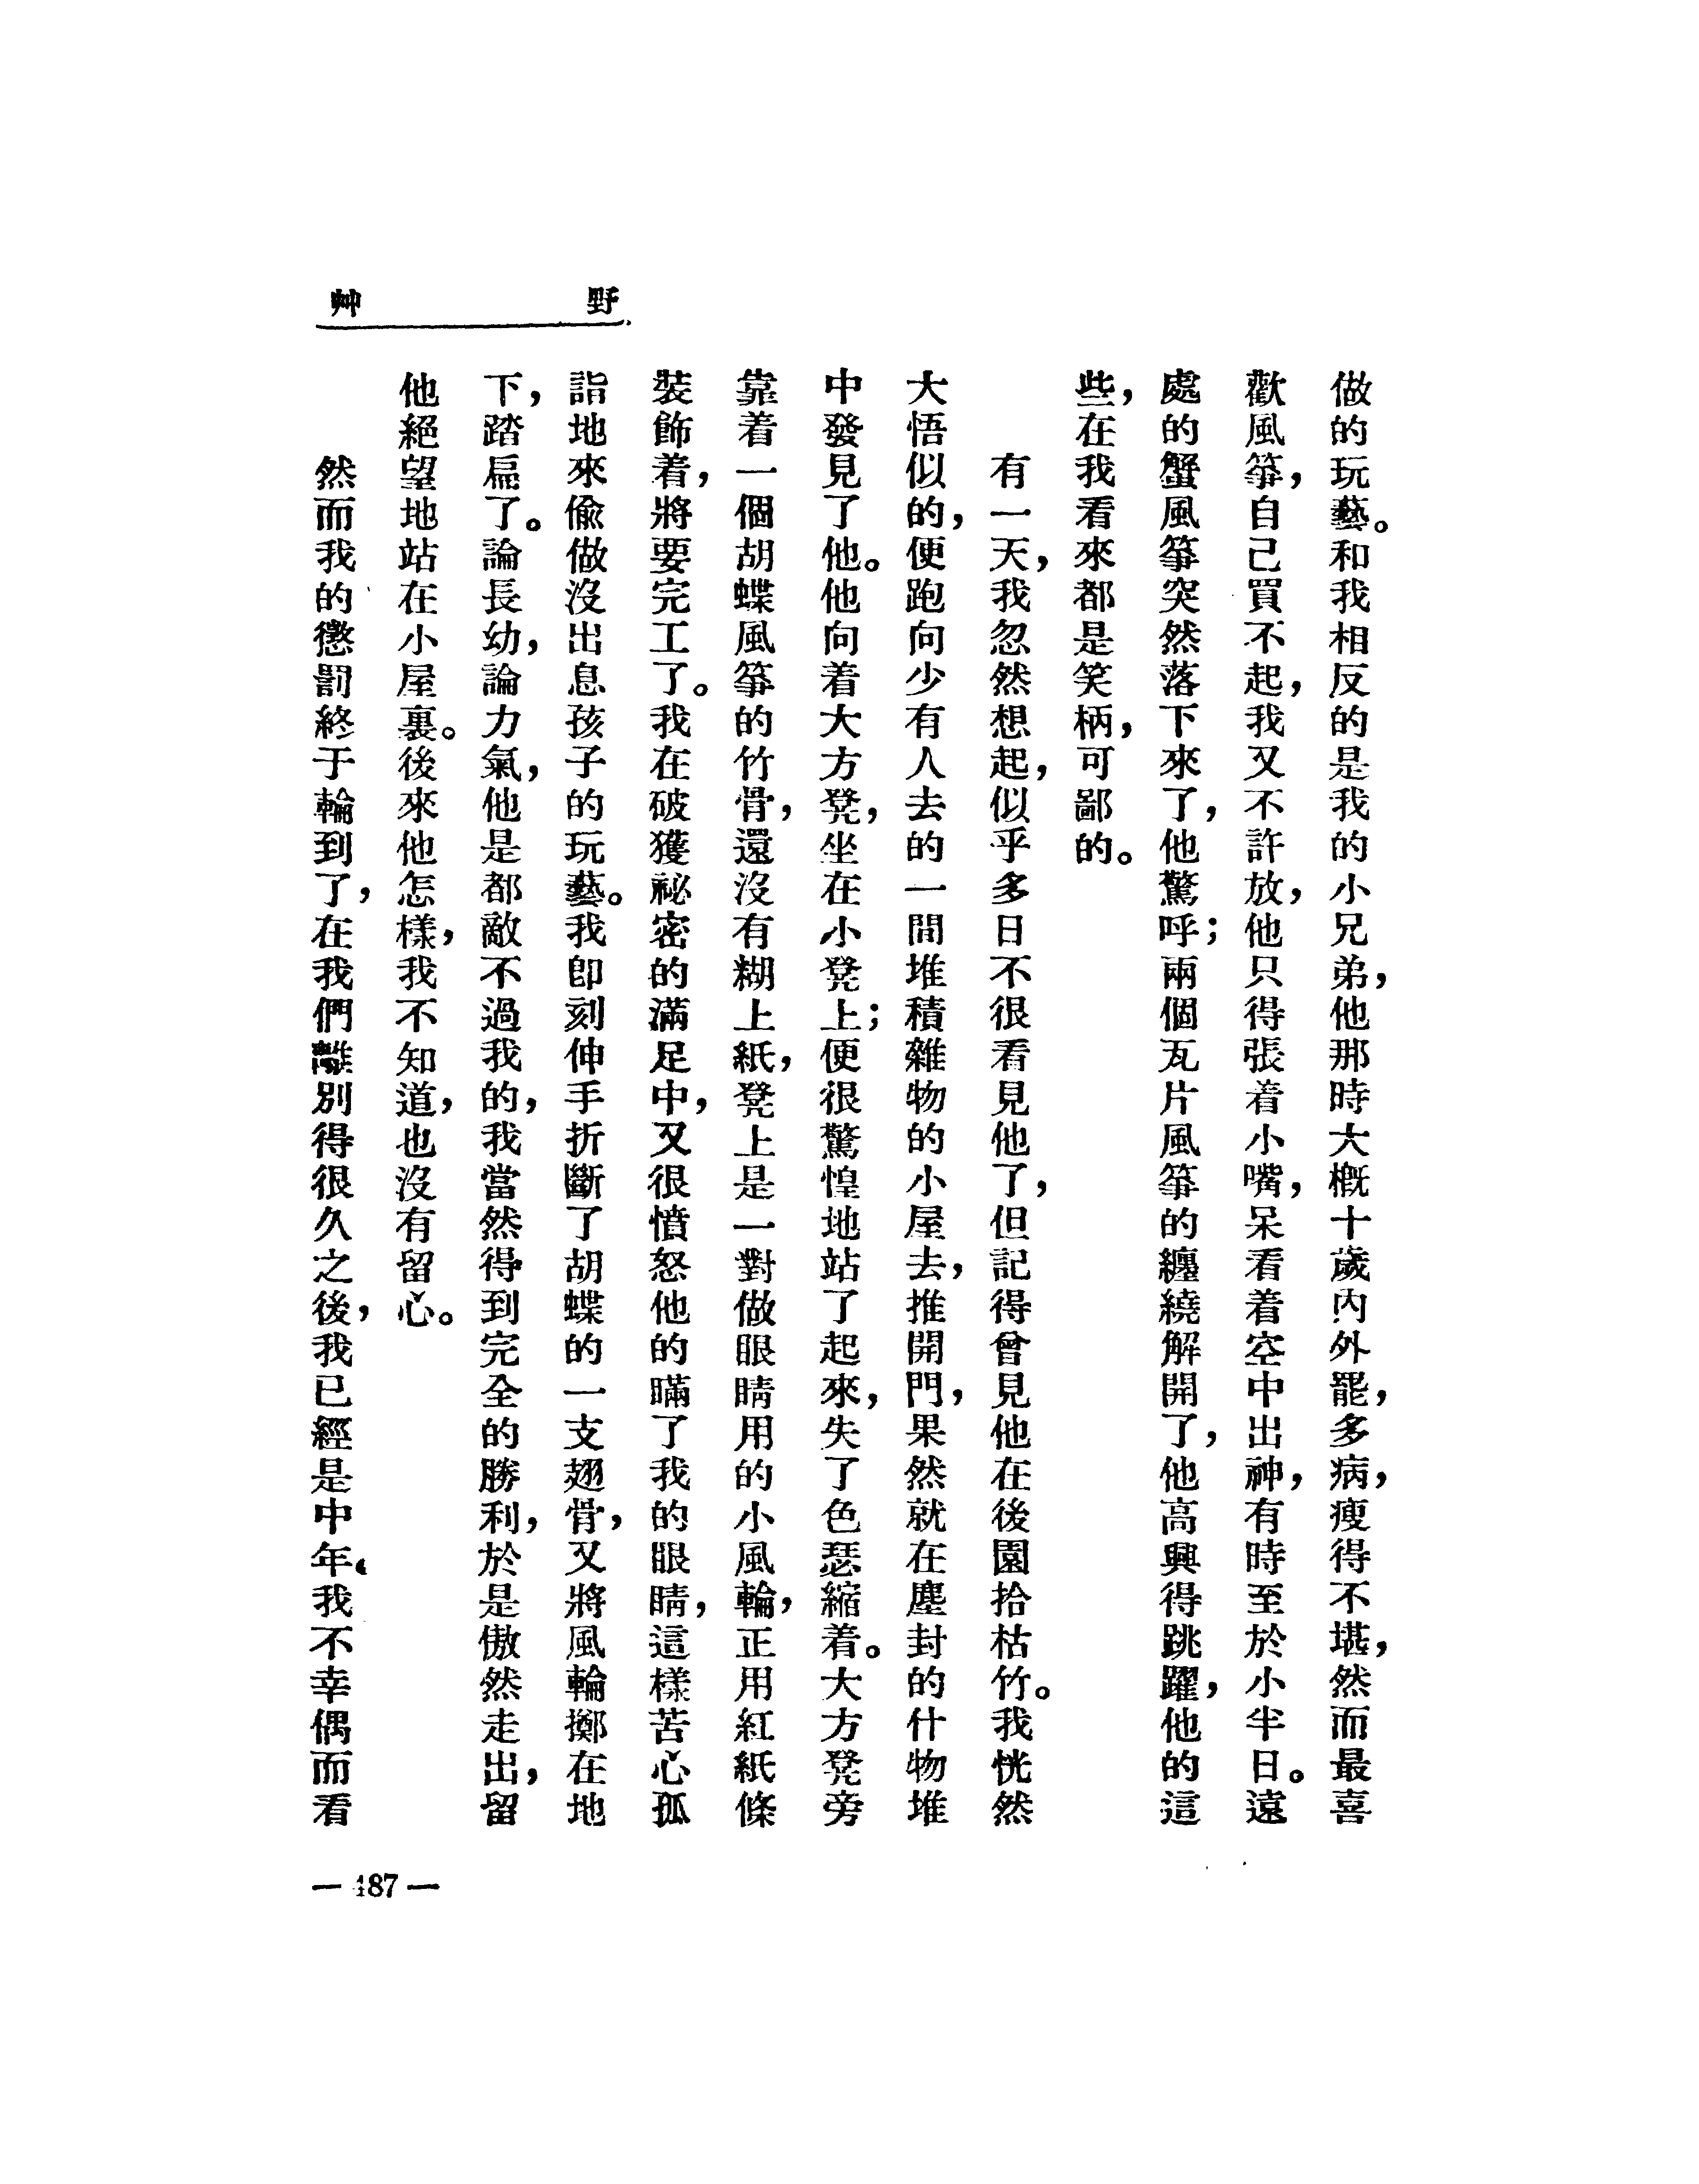 野艸
做的玩藝。和我相反的是我的小兄弟，他那時大概十歲內外罷，多病，瘦得不堪，然而最喜
歡風箏，自己買不起，我又不許放，他只得張着小嘴，呆看着空中出神，有時至於小半日。遠
處的蟹風箏突然落下來了，他驚呼；兩個瓦片風箏的纏繞解開了，他高興得跳躍，他的這
些，在我看來都是笑柄，可鄙的。
有一天，我忽然想起，似乎多日不很看見他了，但記得曾見他在後園拾枯竹。我恍然
大悟似的，便跑向少有人去的一間堆積雜物的小屋去，推開門，果然就在塵封的什物堆
中發見了他。他向着大方凳，坐在小凳上；便很驚惶地站了起來，失了色瑟縮着。大方凳旁
靠着一個胡蝶風箏的竹骨，還沒有糊上紙，凳上是一對做眼睛用的小風輪，正用紅紙條
裝飾着，將要完工了。我在破獲祕密的滿足中，又很憤怒他的瞞了我的眼睛，這樣苦心孤
詣地來偸做沒出息孩子的玩藝。我卽刻伸手折斷了胡蝶的一支翅骨，又將風輪擲在地
下，踏扁了。論長幼，論力氣，他是都敵不過我的，我當然得到完全的勝利，於是傲然走出，留
他絕望地站在小屋裏。後來他怎樣，我不知道，也沒有留心。
然而我的懲罰終于輪到了，在我們離別得很久之後，我已經是中年。我不幸偶而看
— 487 —